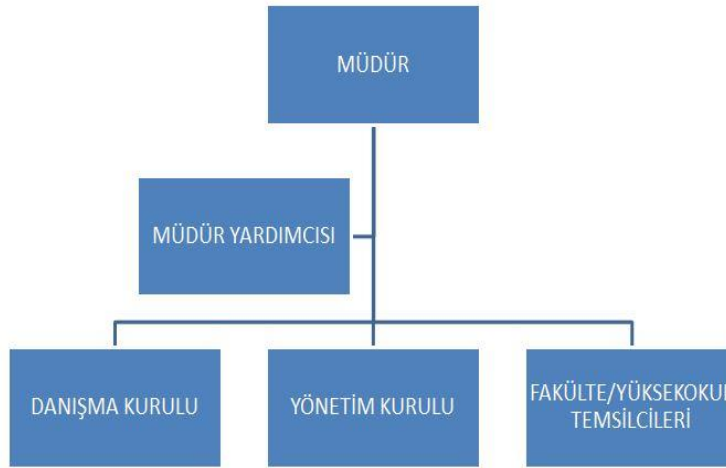 MÜDÜR
MÜDÜR YARDIMCISI
DANIŞMA KURULU
YÖNETİM KURULU
FAKÜLTE/YÜKSEKOKUL
TEMSİLCİLERİ